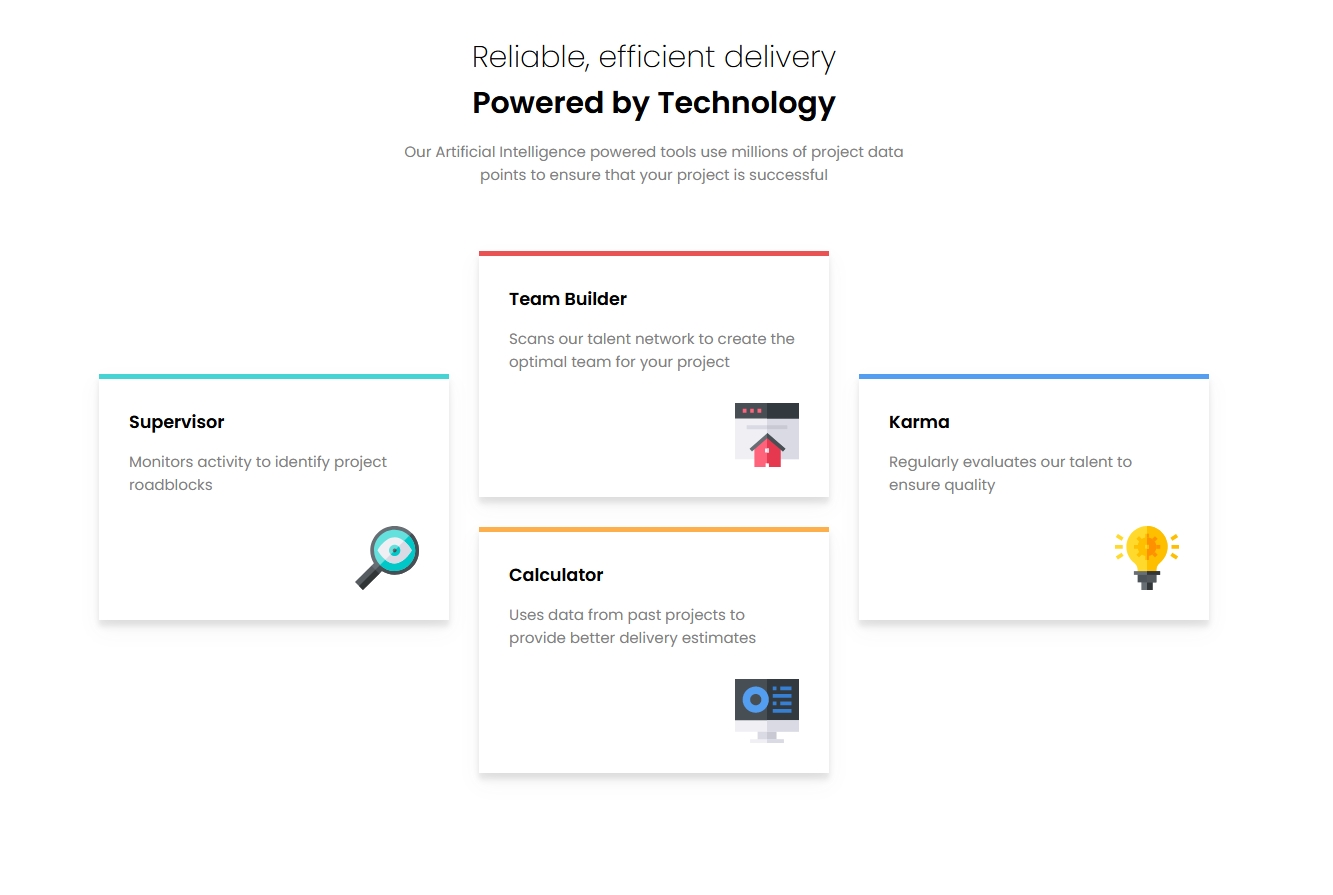 Reliable, efficient delivery
Powered by Technology
Our Artificial Intelligence powered tools use millions of project data
points to ensure that your project is successful
Team Builder
Scans our talent network to create the
optimal team for your project
Supervisor
Monitors activity to identify project
roadblocks
Karma
Regularly evaluates our talent to
ensure quality
Calculator
Uses data from past projects to
provide better delivery estimates